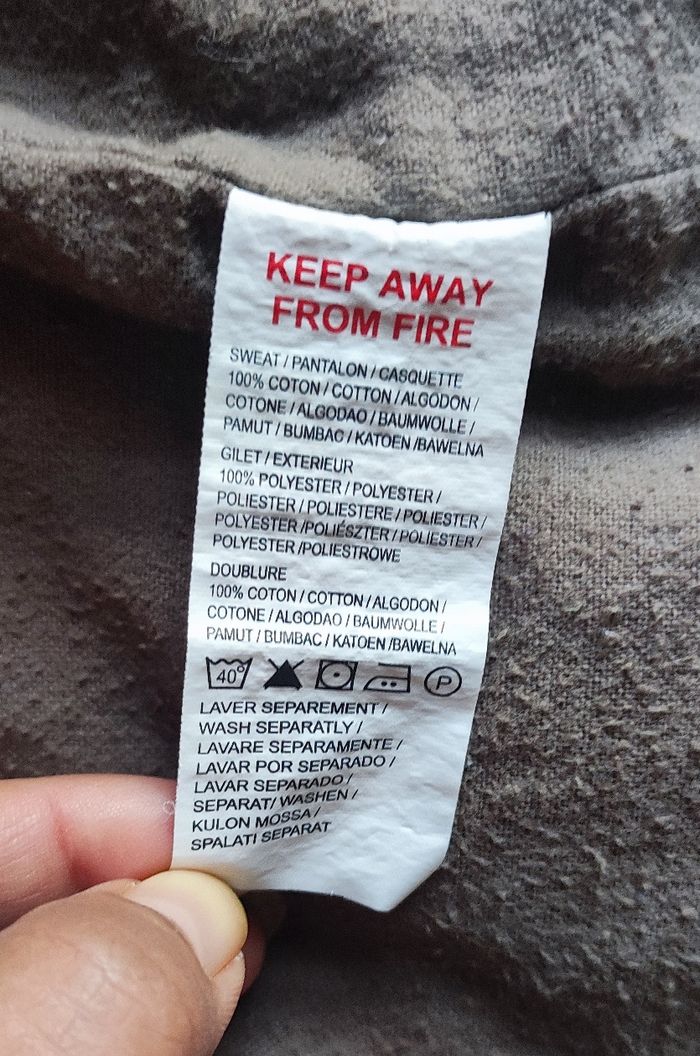 KEEP AWAY
FROM FIRE
SWEAT / PANTALON / CASQUETTE
100% COTON / COTTON / ALGODON /
COTONE / ALGODAO / BAUMWOLLE /
PAMUT / BUMBAC / KATOEN /BAWELNA
GILET / EXTERIEUR
100% POLYESTER / POLYESTER /
POLIESTER / POLIESTERE / POLIESTER /
POLYESTER /POLIÉSZTER / POLIESTER /
POLYESTER /POLIESTROWE
DOUBLURE
100% COTON / COTTON / ALGODON /
COTONE / ALGODAO / BAUMWOLLE /
PAMUT / BUMBAC / KATOEN /BAWELNA
40° P
LAVER SEPAREMENT /
WASH SEPARATLY /
LAVARE SEPARAMENTE /
LAVAR POR SEPARADO /
LAVAR SEPARADO /
SEPARAT/ WASHEN /
KULON MOSSA /
SPALATI SEPARAT